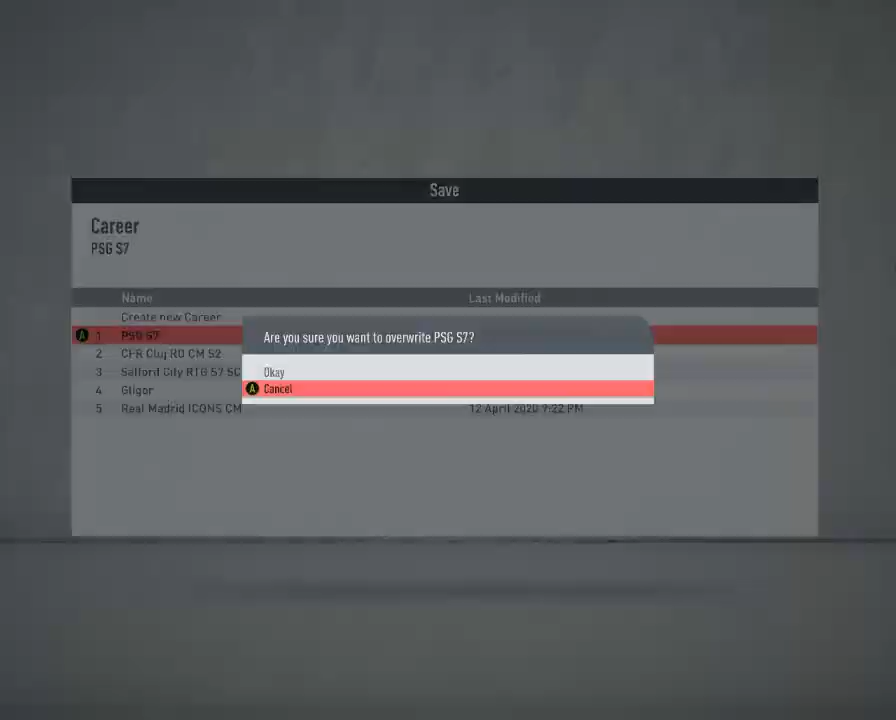 Save
Career
PSG S7
Name Last Modified
Create new Career
A 1 PSG S7
Are you sure you want to overwrite PSG S7?
2 CFR Cluj RO CM S2
3 Salford City RTG S7 SC
Okay
4 Gligor
A Cancel
5 Real Madrid ICONS CM 12 April 2020 9:22 PM